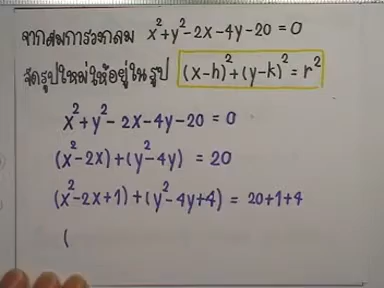 จากสมการวงกลม x²+y²-2x-4y-20 = 0
จัดรูปใหม่ให้อยู่ในรูป (x-h)²+(y-k)² = r²
x²+y²-2x-4y-20 = 0
(x²-2x)+(y²-4y) = 20
(x²-2x+1)+(y²-4y+4) = 20+1+4
(